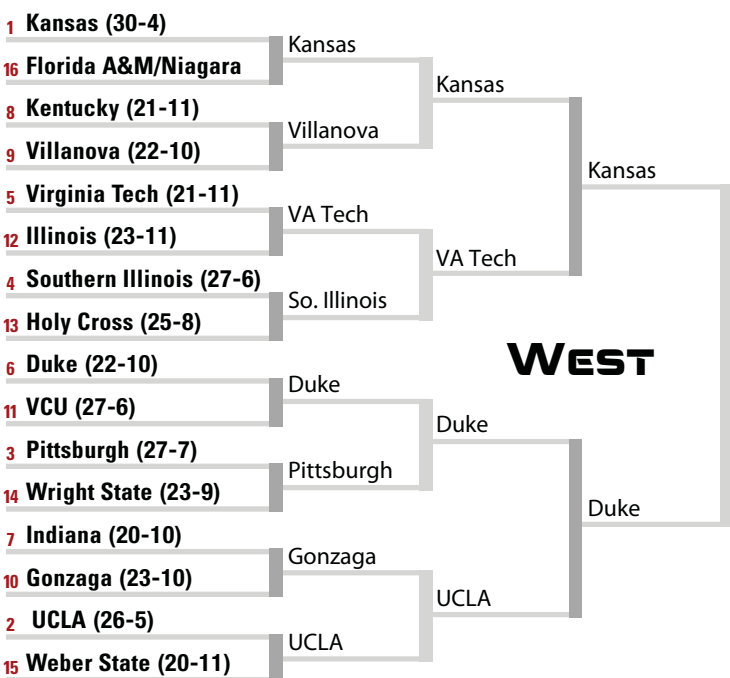 1 Kansas (30-4)
16 Florida A&M/Niagara
8 Kentucky (21-11)
9 Villanova (22-10)
5 Virginia Tech (21-11)
12 Illinois (23-11)
4 Southern Illinois (27-6)
13 Holy Cross (25-8)
6 Duke (22-10)
11 VCU (27-6)
3 Pittsburgh (27-7)
14 Wright State (23-9)
7 Indiana (20-10)
10 Gonzaga (23-10)
2 UCLA (26-5)
15 Weber State (20-11)
Kansas
Villanova
VA Tech
So. Illinois
Duke
Pittsburgh
Gonzaga
UCLA
Kansas
VA Tech
Duke
UCLA
Kansas
Duke
WEST